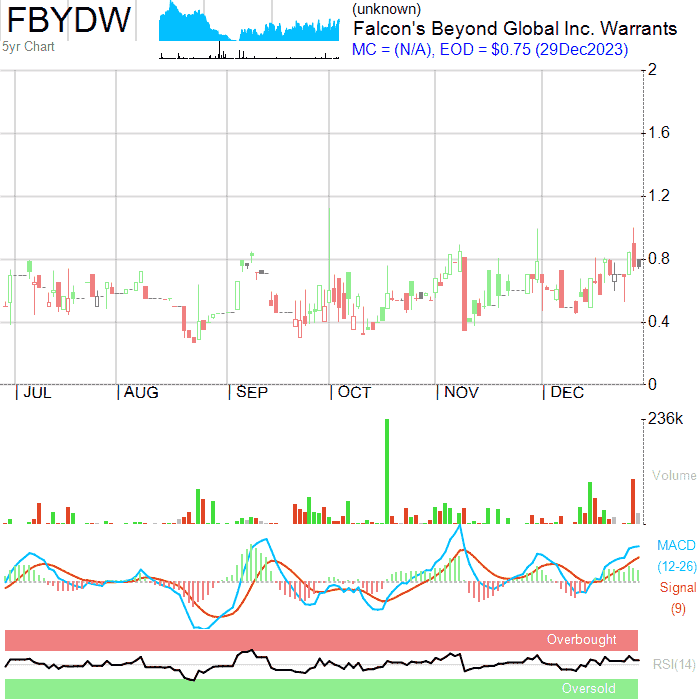 FBYDW
5yr Chart
(unknown)
Falcon's Beyond Global Inc. Warrants
MC = (N/A), EOD = $0.75 (29Dec2023)
2
1.6
1.2
0.8
0.4
0
JUL AUG SEP OCT NOV DEC
236k
Volume
MACD
(12-26)
Signal
(9)
Overbought
RSI(14)
Oversold